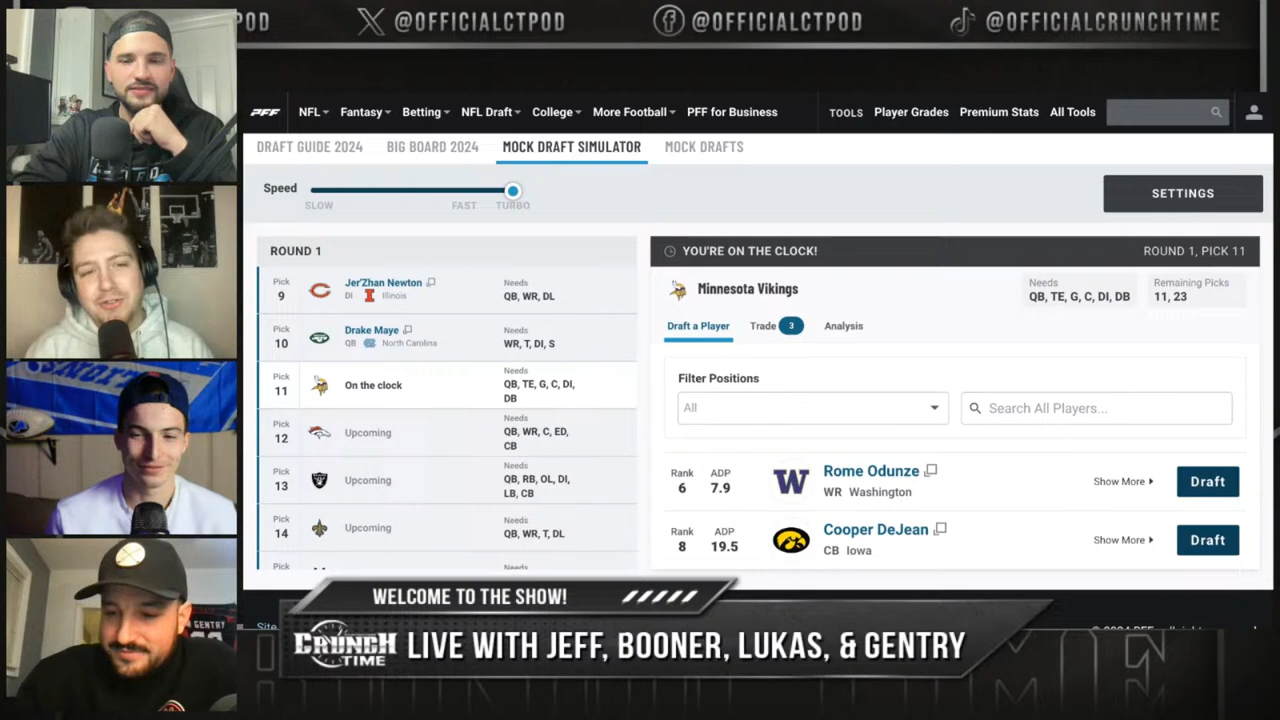 POD
@OFFICIALCTPOD
@OFFICIALCTPOD
@OFFICIALCRUNCHTIME
PFF
NFL
Fantasy
Betting
NFL Draft
College
More Football
PFF for Business
TOOLS
Player Grades
Premium Stats
All Tools
DRAFT GUIDE 2024
BIG BOARD 2024
MOCK DRAFT SIMULATOR
MOCK DRAFTS
Speed
SLOW
FAST
TURBO
SETTINGS
ROUND 1
Pick
9
Jer'Zhan Newton
DI Illinois
Needs
QB, WR, DL
Pick
10
Drake Maye
QB North Carolina
Needs
WR, T, DI, S
Pick
11
On the clock
Needs
QB, TE, G, C, DI,
DB
Pick
12
Upcoming
Needs
QB, WR, C, ED,
CB
Pick
13
Upcoming
Needs
QB, RB, OL, DI,
LB, CB
Pick
14
Upcoming
Needs
QB, WR, T, DL
Needs
YOU'RE ON THE CLOCK!
ROUND 1, PICK 11
Minnesota Vikings
Needs
QB, TE, G, C, DI, DB
Remaining Picks
11, 23
Draft a Player
Trade 3
Analysis
Filter Positions
All
Search All Players...
Rank
6
ADP
7.9
W
Rome Odunze
WR Washington
Show More
Draft
Rank
8
ADP
19.5
Cooper DeJean
CB Iowa
Show More
Draft
WELCOME TO THE SHOW!
CRUNCH
TIME
LIVE WITH JEFF, BOONER, LUKAS, & GENTRY